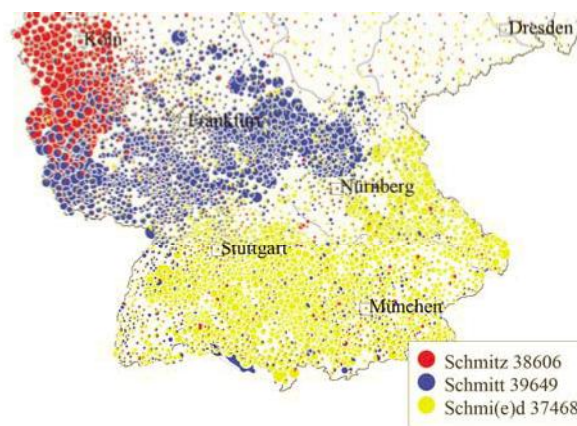 Dresden
Köln
Frankfurt
Nürnberg
Stuttgart
München
Schmitz 38606
Schmitt 39649
Schmi(e)d 37468